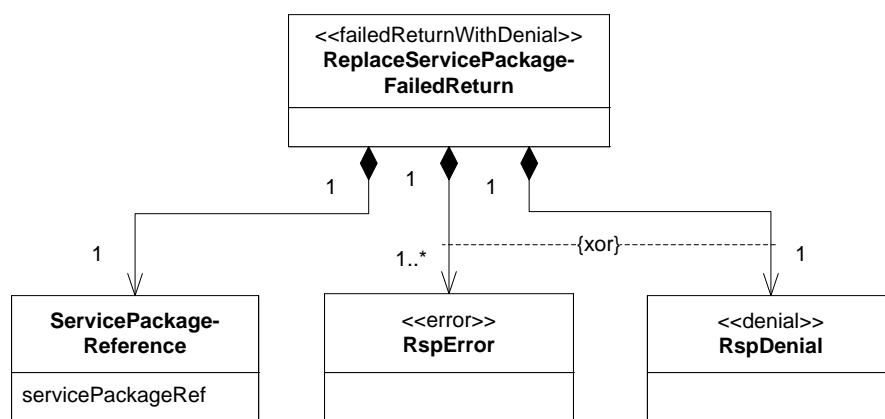 <<failedReturnWithDenial>>
ReplaceServicePackage-
FailedReturn
1
1
1
{xor}
1
1..*
1
ServicePackage-
Reference
servicePackageRef
<<error>>
RspError
<<denial>>
RspDenial